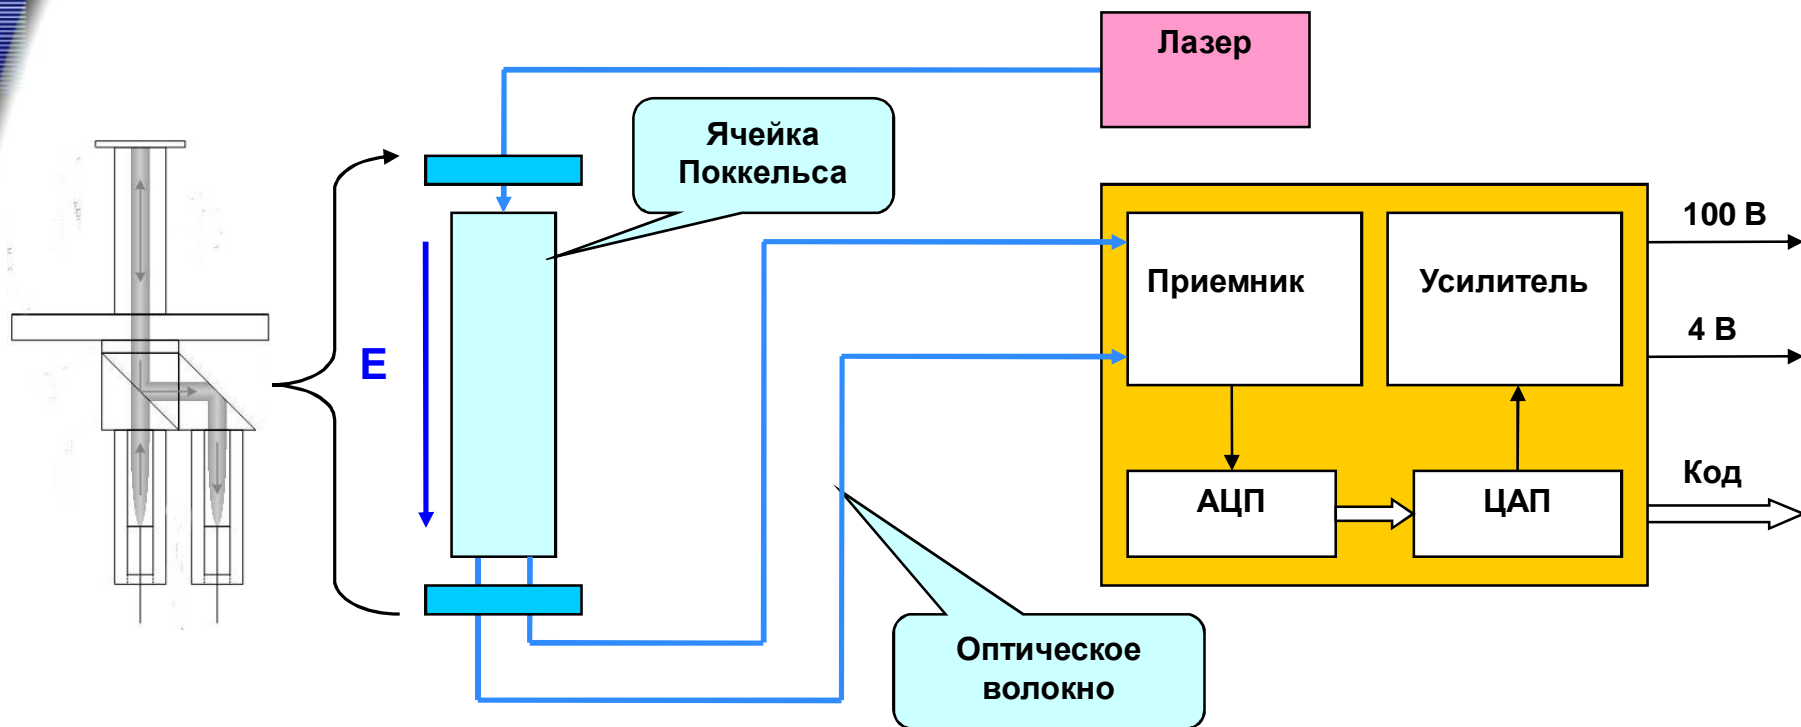 Лазер
Ячейка
Поккельса
100 В
Приемник
Усилитель
4 В
E
Код
АЦП
ЦАП
Оптическое
волокно